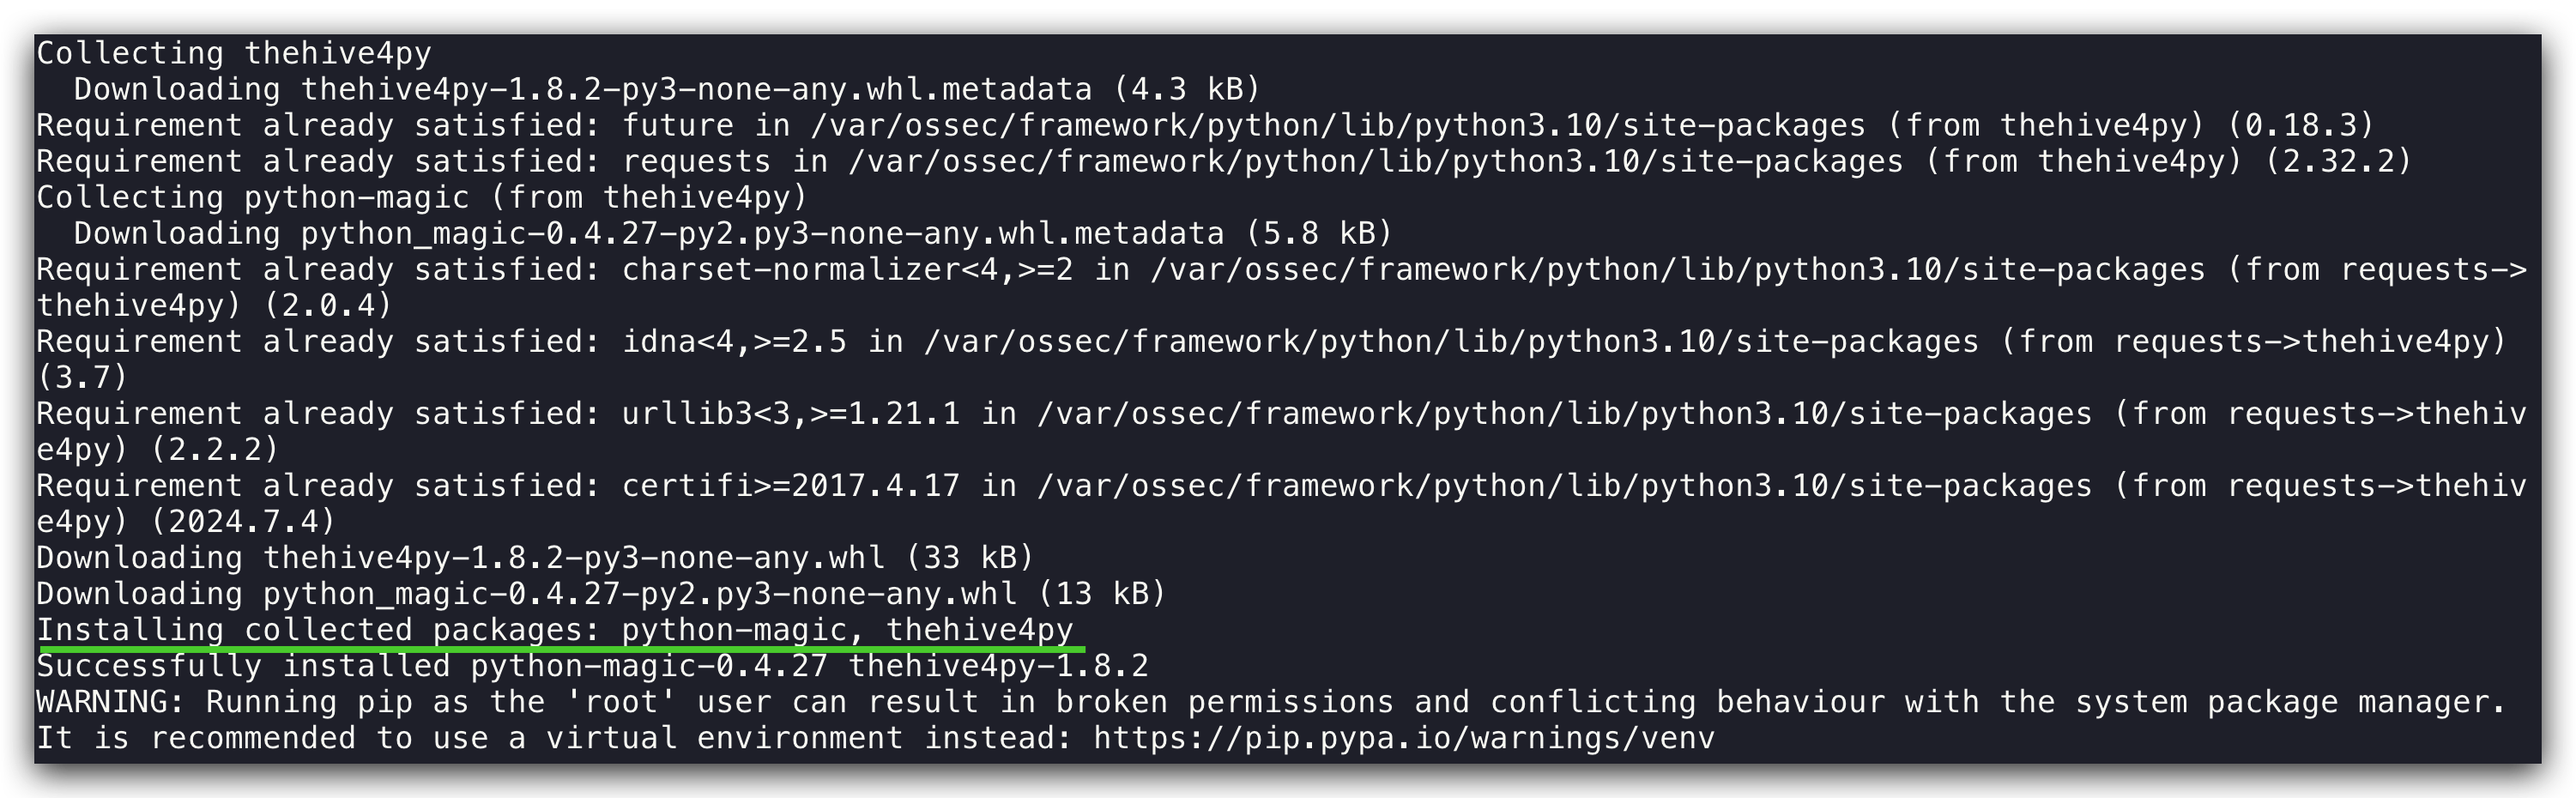 Collecting thehive4py
  Downloading thehive4py-1.8.2-py3-none-any.whl.metadata (4.3 kB)
Requirement already satisfied: future in /var/ossec/framework/python/lib/python3.10/site-packages (from thehive4py) (0.18.3)
Requirement already satisfied: requests in /var/ossec/framework/python/lib/python3.10/site-packages (from thehive4py) (2.32.2)
Collecting python-magic (from thehive4py)
  Downloading python_magic-0.4.27-py2.py3-none-any.whl.metadata (5.8 kB)
Requirement already satisfied: charset-normalizer<4,>=2 in /var/ossec/framework/python/lib/python3.10/site-packages (from requests->
thehive4py) (2.0.4)
Requirement already satisfied: idna<4,>=2.5 in /var/ossec/framework/python/lib/python3.10/site-packages (from requests->thehive4py)
(3.7)
Requirement already satisfied: urllib3<3,>=1.21.1 in /var/ossec/framework/python/lib/python3.10/site-packages (from requests->thehiv
e4py) (2.2.2)
Requirement already satisfied: certifi>=2017.4.17 in /var/ossec/framework/python/lib/python3.10/site-packages (from requests->thehiv
e4py) (2024.7.4)
Downloading thehive4py-1.8.2-py3-none-any.whl (33 kB)
Downloading python_magic-0.4.27-py2.py3-none-any.whl (13 kB)
Installing collected packages: python-magic, thehive4py
Successfully installed python-magic-0.4.27 thehive4py-1.8.2
WARNING: Running pip as the 'root' user can result in broken permissions and conflicting behaviour with the system package manager.
It is recommended to use a virtual environment instead: https://pip.pypa.io/warnings/venv